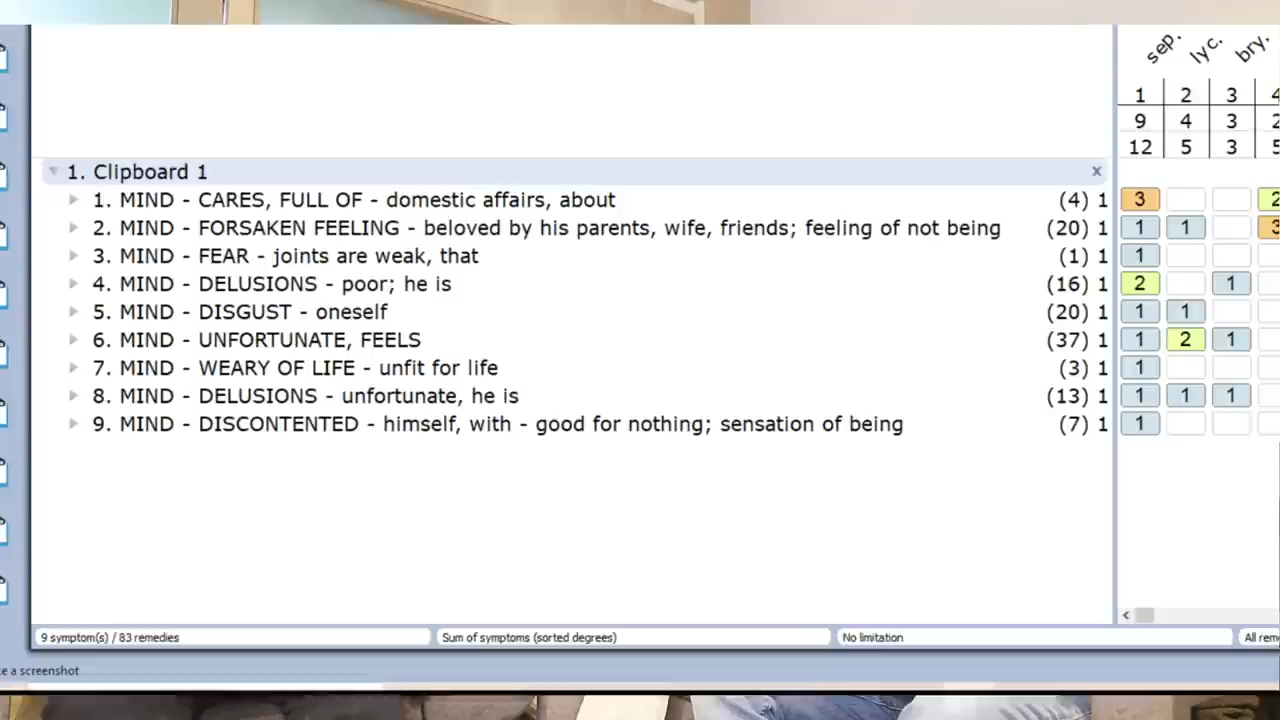 sep. lyc. bry.
1 2 3 4
9 4 3 2
12 5 3 5
1. Clipboard 1 x
1. MIND - CARES, FULL OF - domestic affairs, about (4) 1 3 2
2. MIND - FORSAKEN FEELING - beloved by his parents, wife, friends; feeling of not being (20) 1 1 1 3
3. MIND - FEAR - joints are weak, that (1) 1 1
4. MIND - DELUSIONS - poor; he is (16) 1 2 1
5. MIND - DISGUST - oneself (20) 1 1 1
6. MIND - UNFORTUNATE, FEELS (37) 1 1 2 1
7. MIND - WEARY OF LIFE - unfit for life (3) 1 1
8. MIND - DELUSIONS - unfortunate, he is (13) 1 1 1 1
9. MIND - DISCONTENTED - himself, with - good for nothing; sensation of being (7) 1 1
9 symptom(s) / 83 remedies Sum of symptoms (sorted degrees) No limitation All rem
e a screenshot